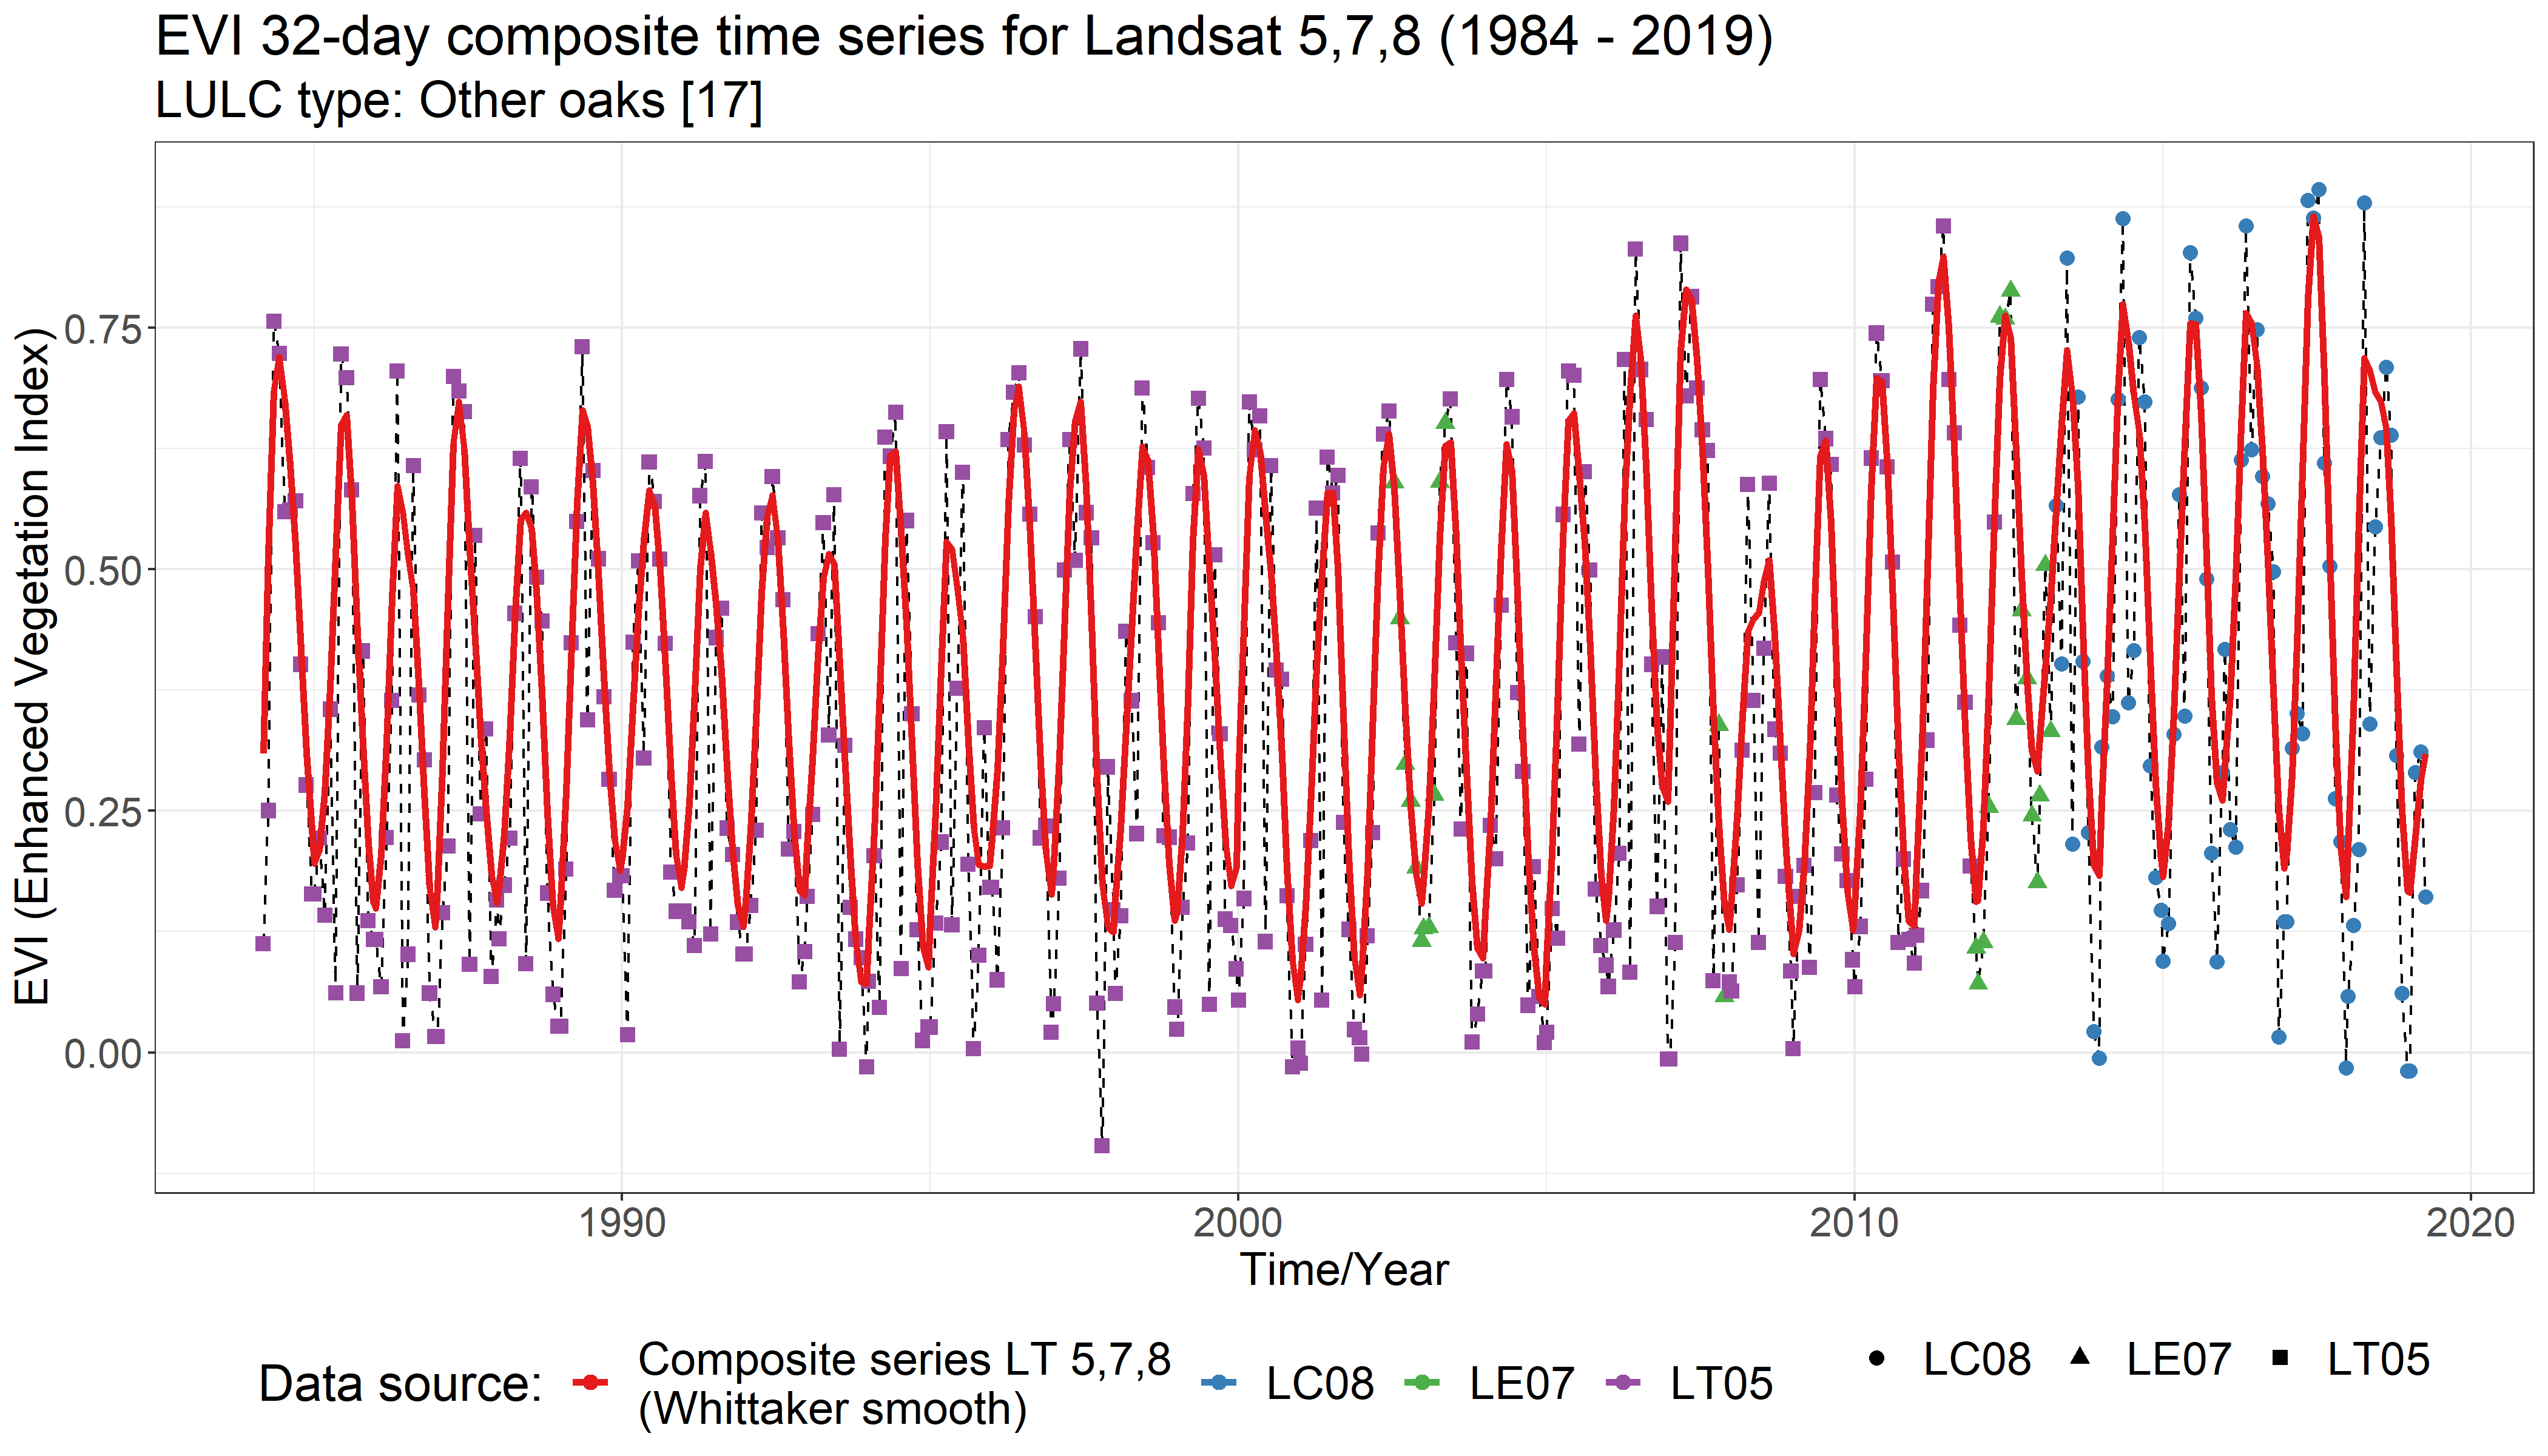 EVI 32-day composite time series for Landsat 5,7,8 (1984 - 2019)
LULC type: Other oaks [17]
EVI (Enhanced Vegetation Index)
0.75
0.50
0.25
0.00
1990 2000 2010 2020
Time/Year
Data source: Composite series LT 5,7,8
(Whittaker smooth)
LC08 LE07 LT05
LC08 LE07 LT05